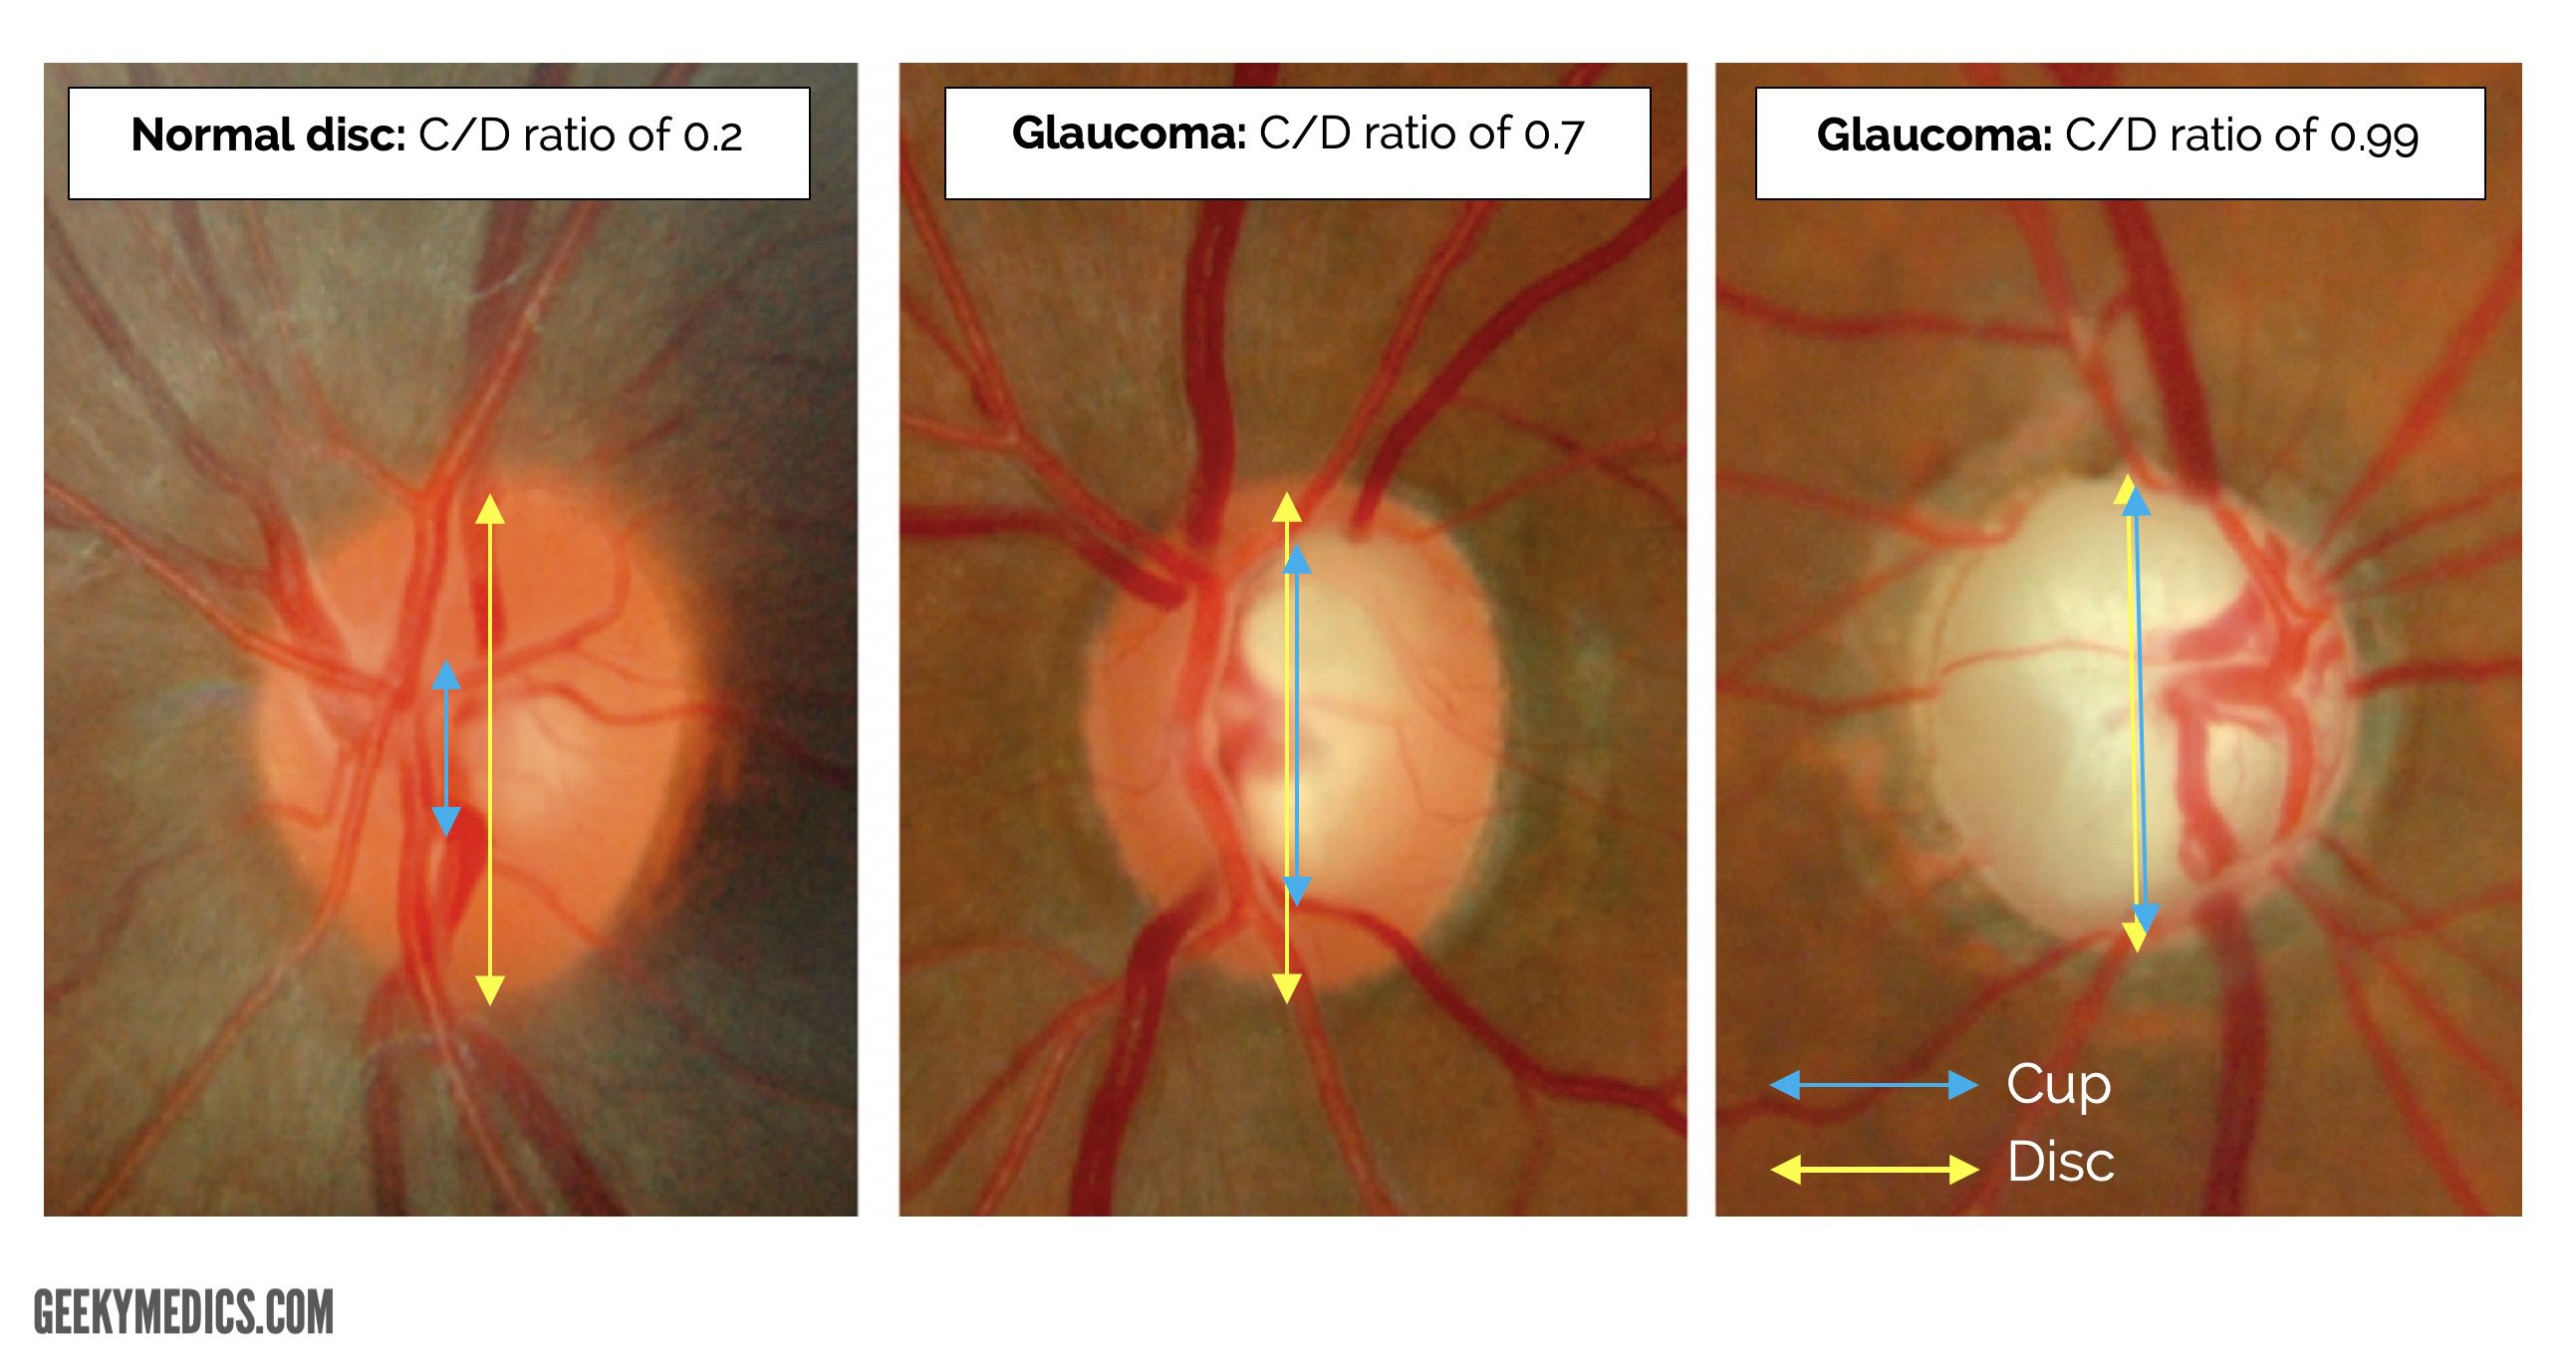 Normal disc: C/D ratio of 0.2
Glaucoma: C/D ratio of 0.7
Glaucoma: C/D ratio of 0.99
Cup
Disc
GEEKYMEDICS.COM